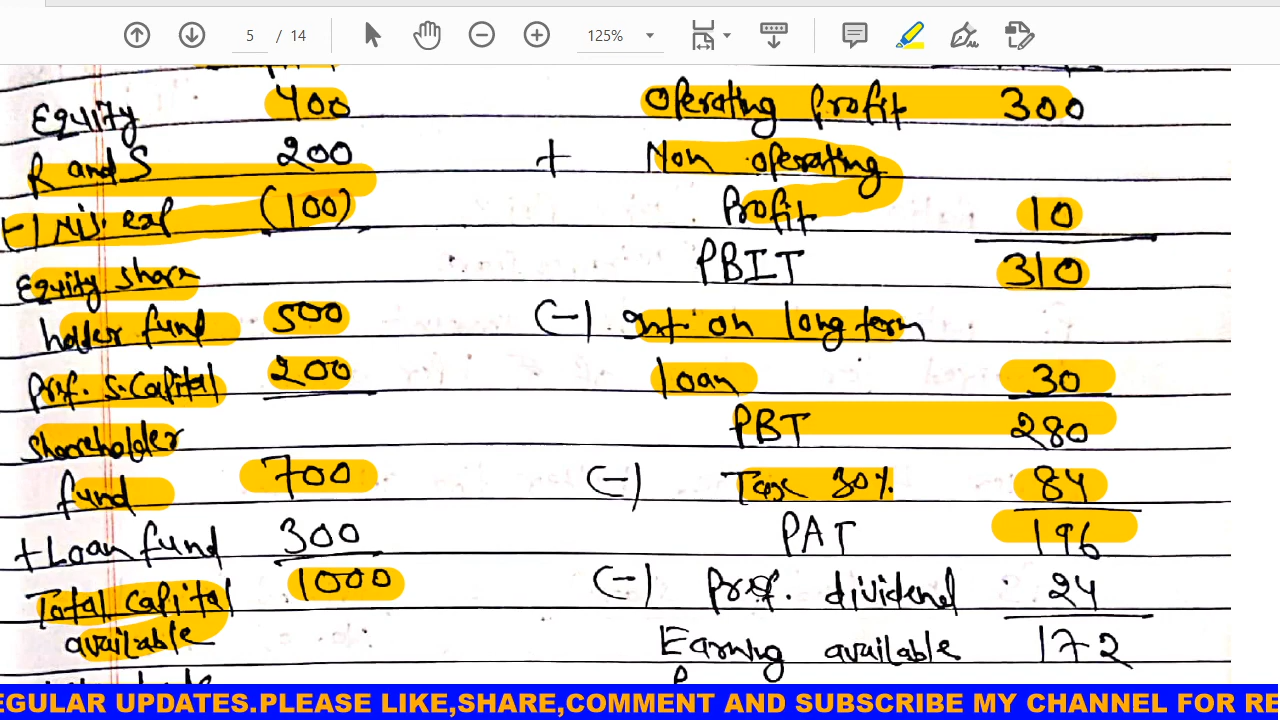 5 / 14
125%
Equity 400
R and S 200
(-) Mis. exp (100)
Equity share
holder fund 500
Pref. S. Capital 200
Shareholder
fund 700
+ Loan fund 300
Total capital 1000
available
Operating Profit 300
+ Non operating
Profit 10
PBIT 310
(-) Int. on long term
loan 30
PBT 280
(-) Tax 30% 84
PAT 196
(-) Pref. dividend 24
Earning available 172
EGULAR UPDATES.PLEASE LIKE,SHARE,COMMENT AND SUBSCRIBE MY CHANNEL FOR RE